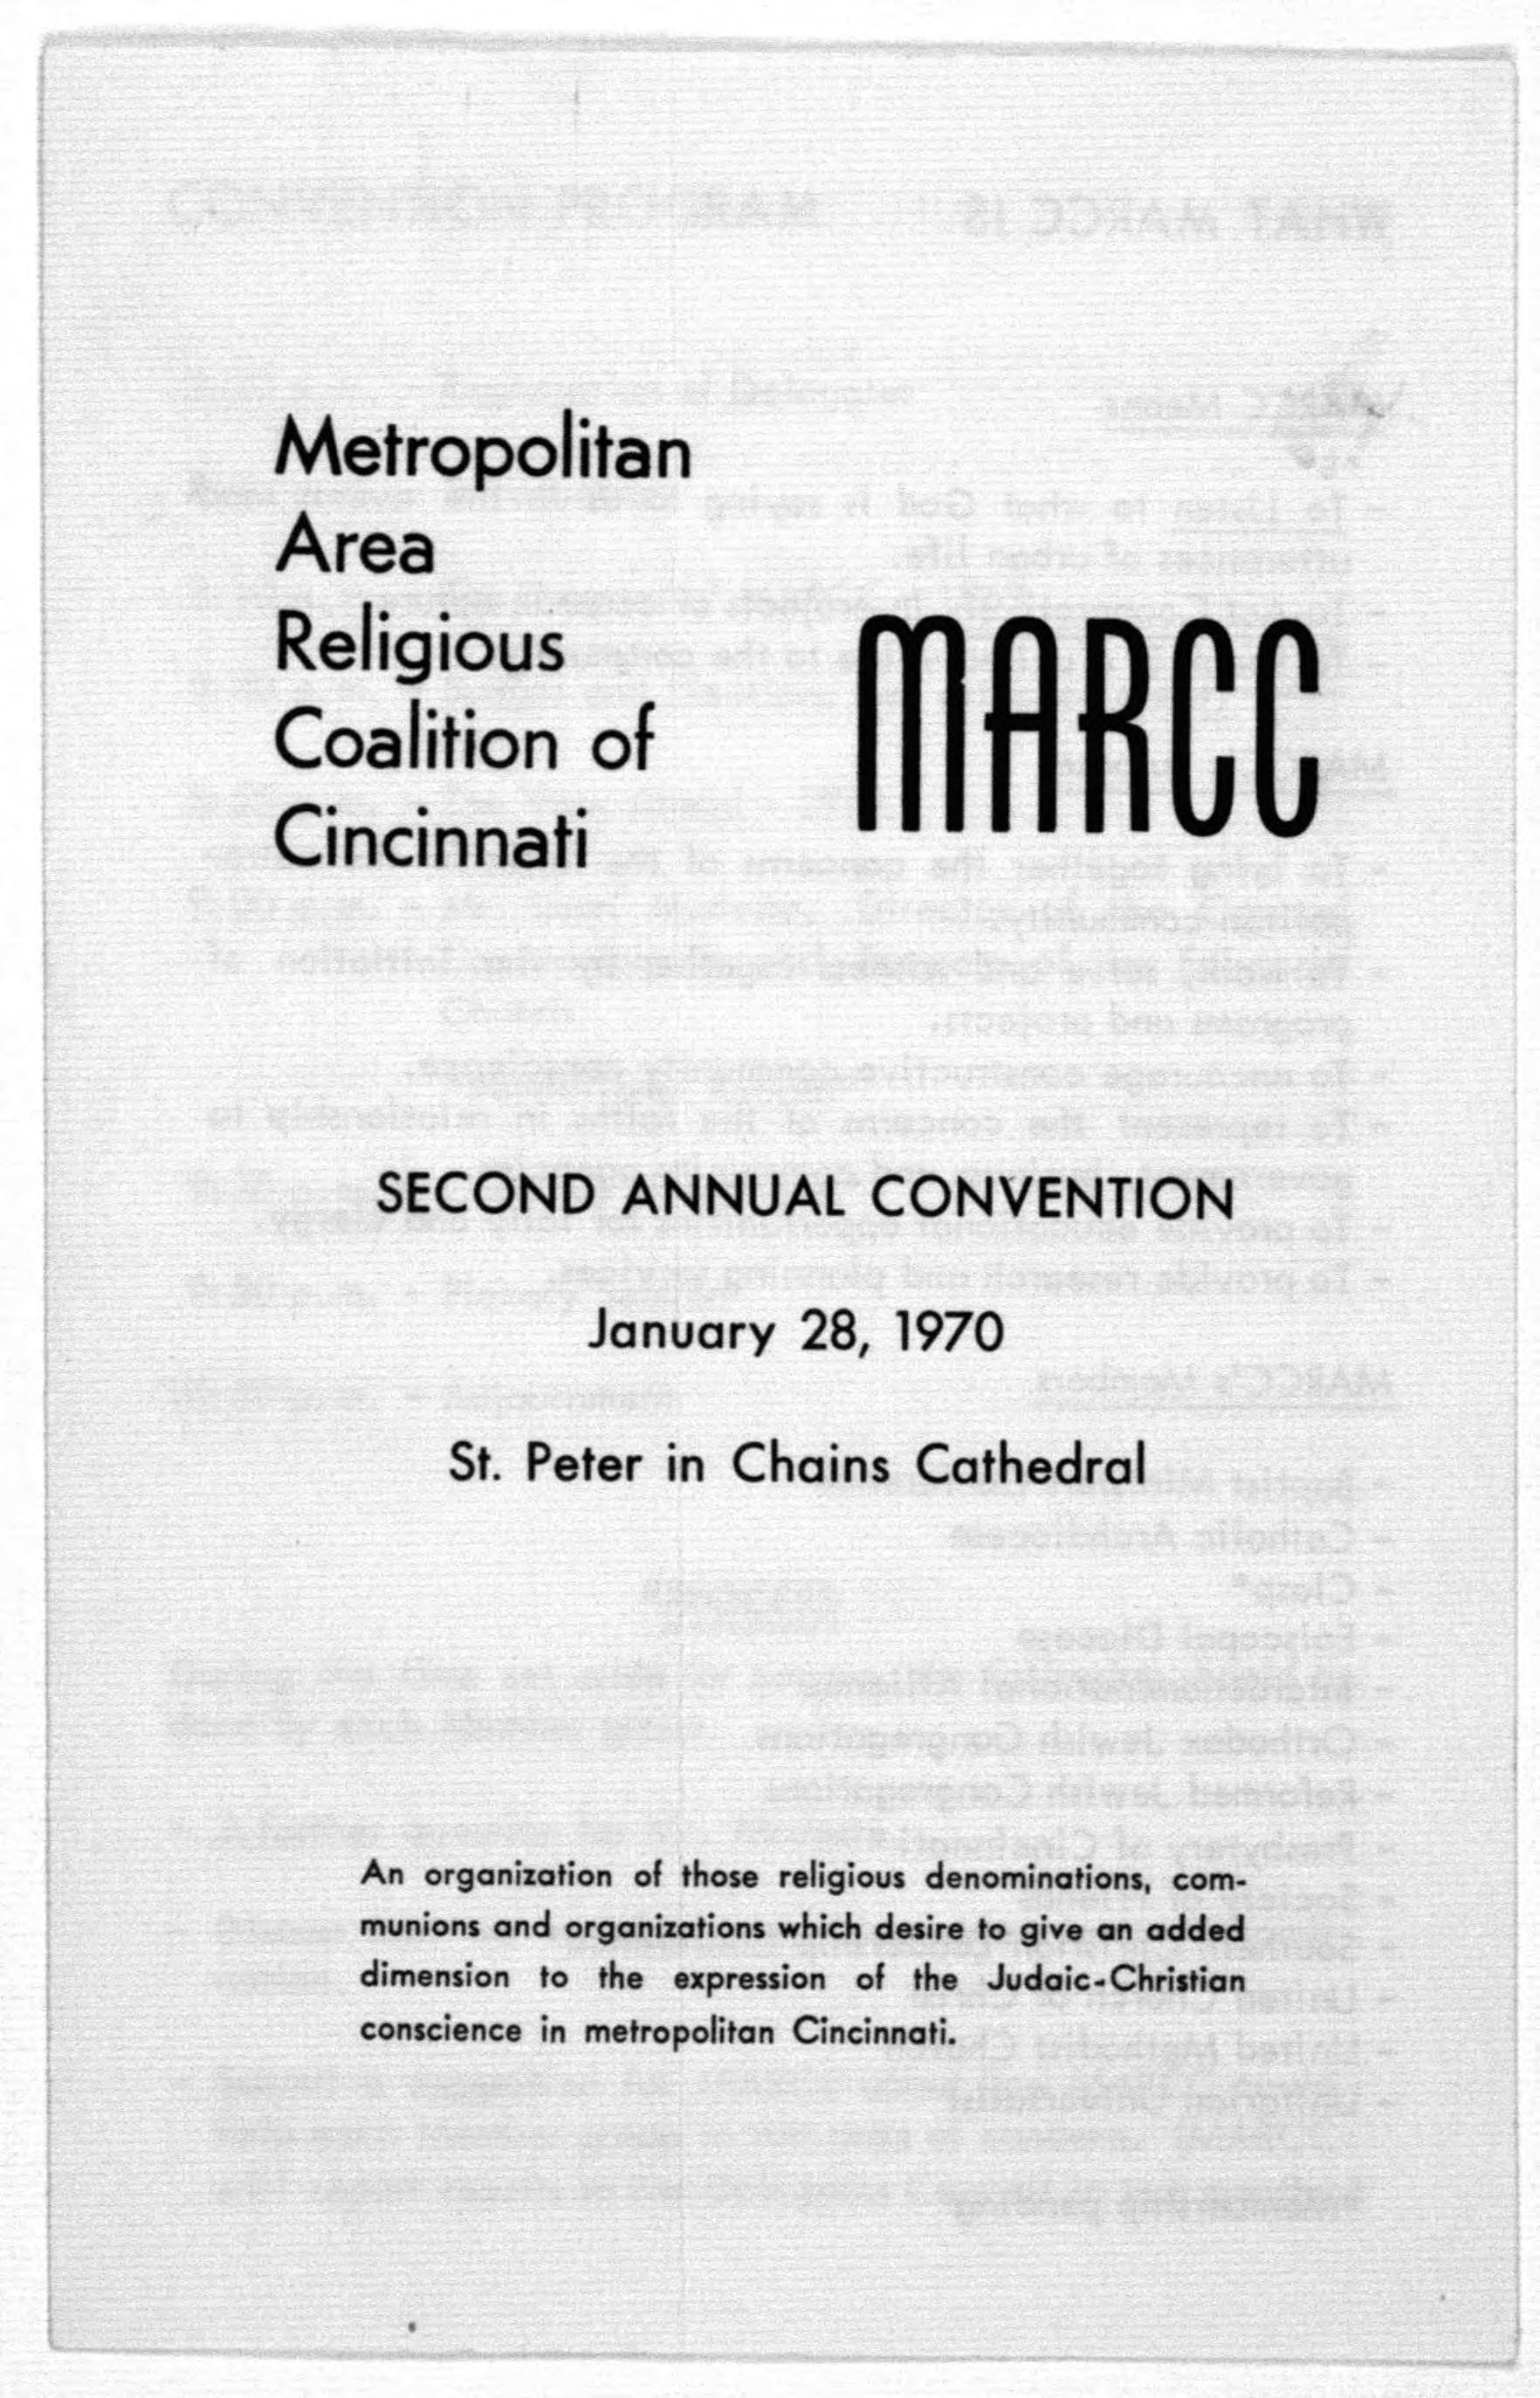 Metropolitan
Area
Religious
Coalition of
Cincinnati
MARCC
SECOND ANNUAL CONVENTION
January 28, 1970
St. Peter in Chains Cathedral
An organization of those religious denominations, com-
munions and organizations which desire to give an added
dimension to the expression of the Judaic-Christian
conscience in metropolitan Cincinnati.